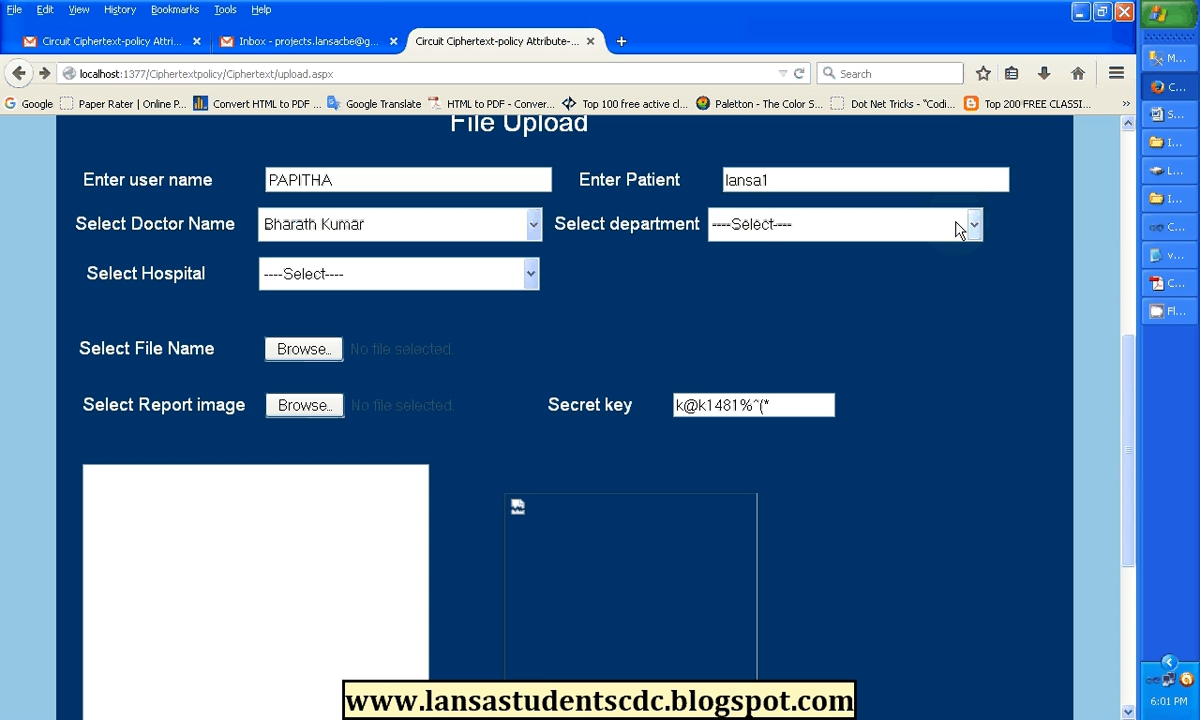 File Edit View History Bookmarks Tools Help
Circuit Ciphertext-policy Attri... Inbox - projects.lansacbe@g... Circuit Ciphertext-policy Attribute-...
localhost:1377/Ciphertextpolicy/Ciphertext/upload.aspx Search
Google Paper Rater | Online P... Convert HTML to PDF ... Google Translate HTML to PDF - Conver... Top 100 free active cl... Paletton - The Color S... Dot Net Tricks - "Codi... Top 200 FREE CLASSI... »
File Upload
Enter user name PAPITHA Enter Patient lansa1
Select Doctor Name Bharath Kumar Select department ----Select----
Select Hospital ----Select----
Select File Name Browse... No file selected.
Select Report image Browse... No file selected. Secret key k@k1481%^(*
www.lansastudentscdc.blogspot.com
M...
C...
S...
I...
L...
I...
C...
v...
C...
Fl...
6:01 PM